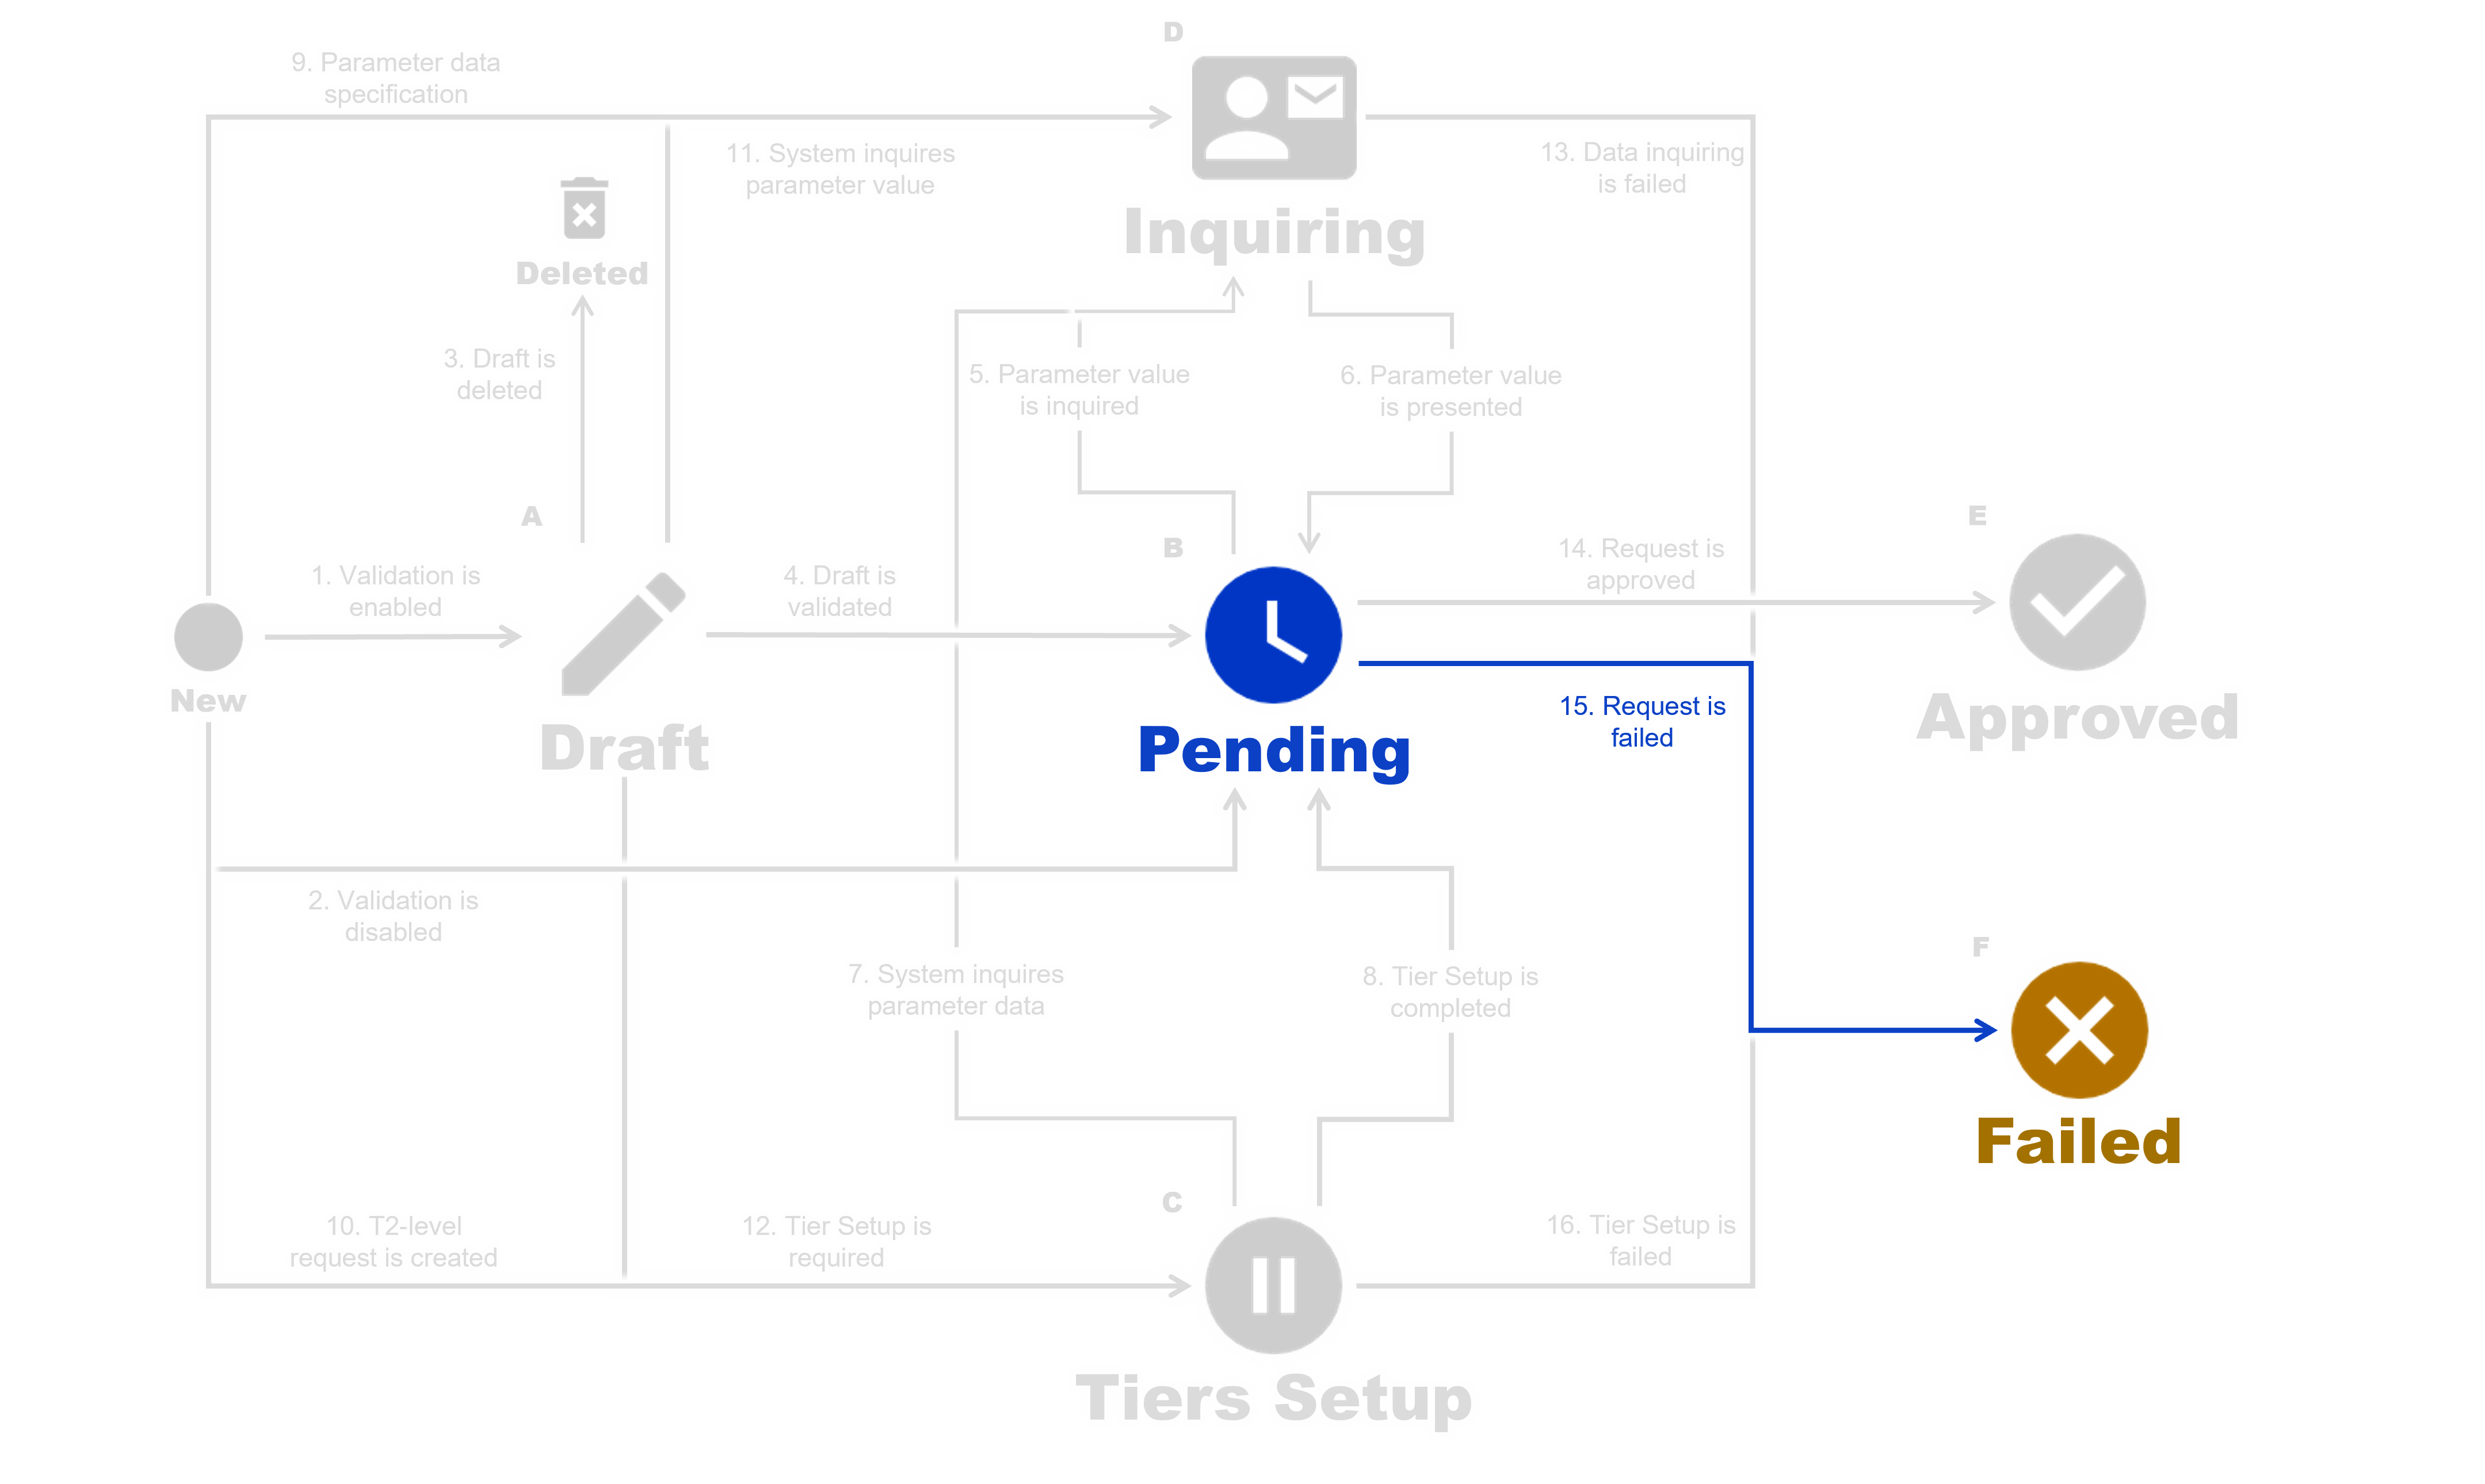 D
9. Parameter data
specification
11. System inquires
parameter value
13. Data inquiring
is failed
Inquiring
Deleted
3. Draft is
deleted
5. Parameter value
is inquired
6. Parameter value
is presented
A
B
E
1. Validation is
enabled
4. Draft is
validated
14. Request is
approved
New
Draft
Pending
15. Request is
failed
Approved
2. Validation is
disabled
7. System inquires
parameter data
8. Tier Setup is
completed
F
Failed
C
10. T2-level
request is created
12. Tier Setup is
required
16. Tier Setup is
failed
Tiers Setup